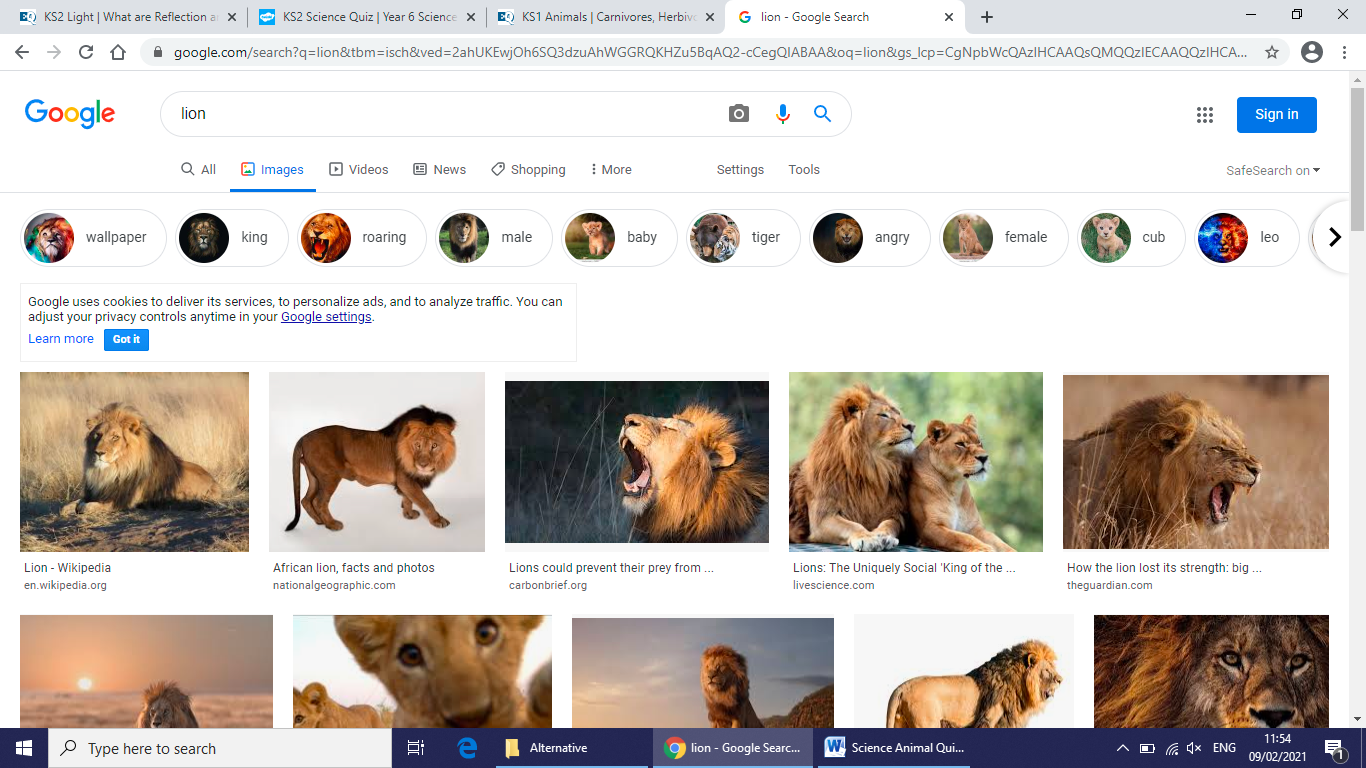 KS2 Light | What are Reflection a
KS2 Science Quiz | Year 6 Science
KS1 Animals | Carnivores, Herbivo
lion - Google Search
google.com/search?q=lion&tbm=isch&ved=2ahUKEwjOh6SQ3dzuAhWGGRQKHZu5BqAQ2-cCegQIABAA&oq=lion&gs_lcp=CgNpbWcQAzIHCAAQsQMQQzIECAAQQzIHCA...
Google
lion
Sign in
All Images Videos News Shopping More Settings Tools SafeSearch on
wallpaper king roaring male baby tiger angry female cub leo
Google uses cookies to deliver its services, to personalize ads, and to analyze traffic. You can
adjust your privacy controls anytime in your Google settings.
Learn more Got it
Lion - Wikipedia
en.wikipedia.org
African lion, facts and photos
nationalgeographic.com
Lions could prevent their prey from ...
carbonbrief.org
Lions: The Uniquely Social 'King of the ...
livescience.com
How the lion lost its strength: big ...
theguardian.com
Type here to search
Alternative
lion - Google Searc...
Science Animal Qui...
ENG
11:54
09/02/2021
1